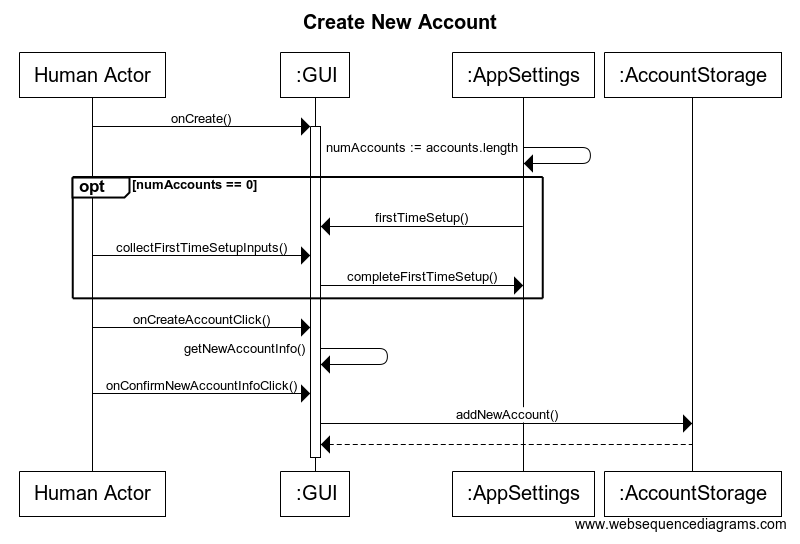 Create New Account
Human Actor
:GUI
:AppSettings
:AccountStorage
onCreate()
numAccounts := accounts.length
opt
[numAccounts == 0]
firstTimeSetup()
collectFirstTimeSetupInputs()
completeFirstTimeSetup()
onCreateAccountClick()
getNewAccountInfo()
onConfirmNewAccountInfoClick()
addNewAccount()
Human Actor
:GUI
:AppSettings
:AccountStorage
www.websequencediagrams.com